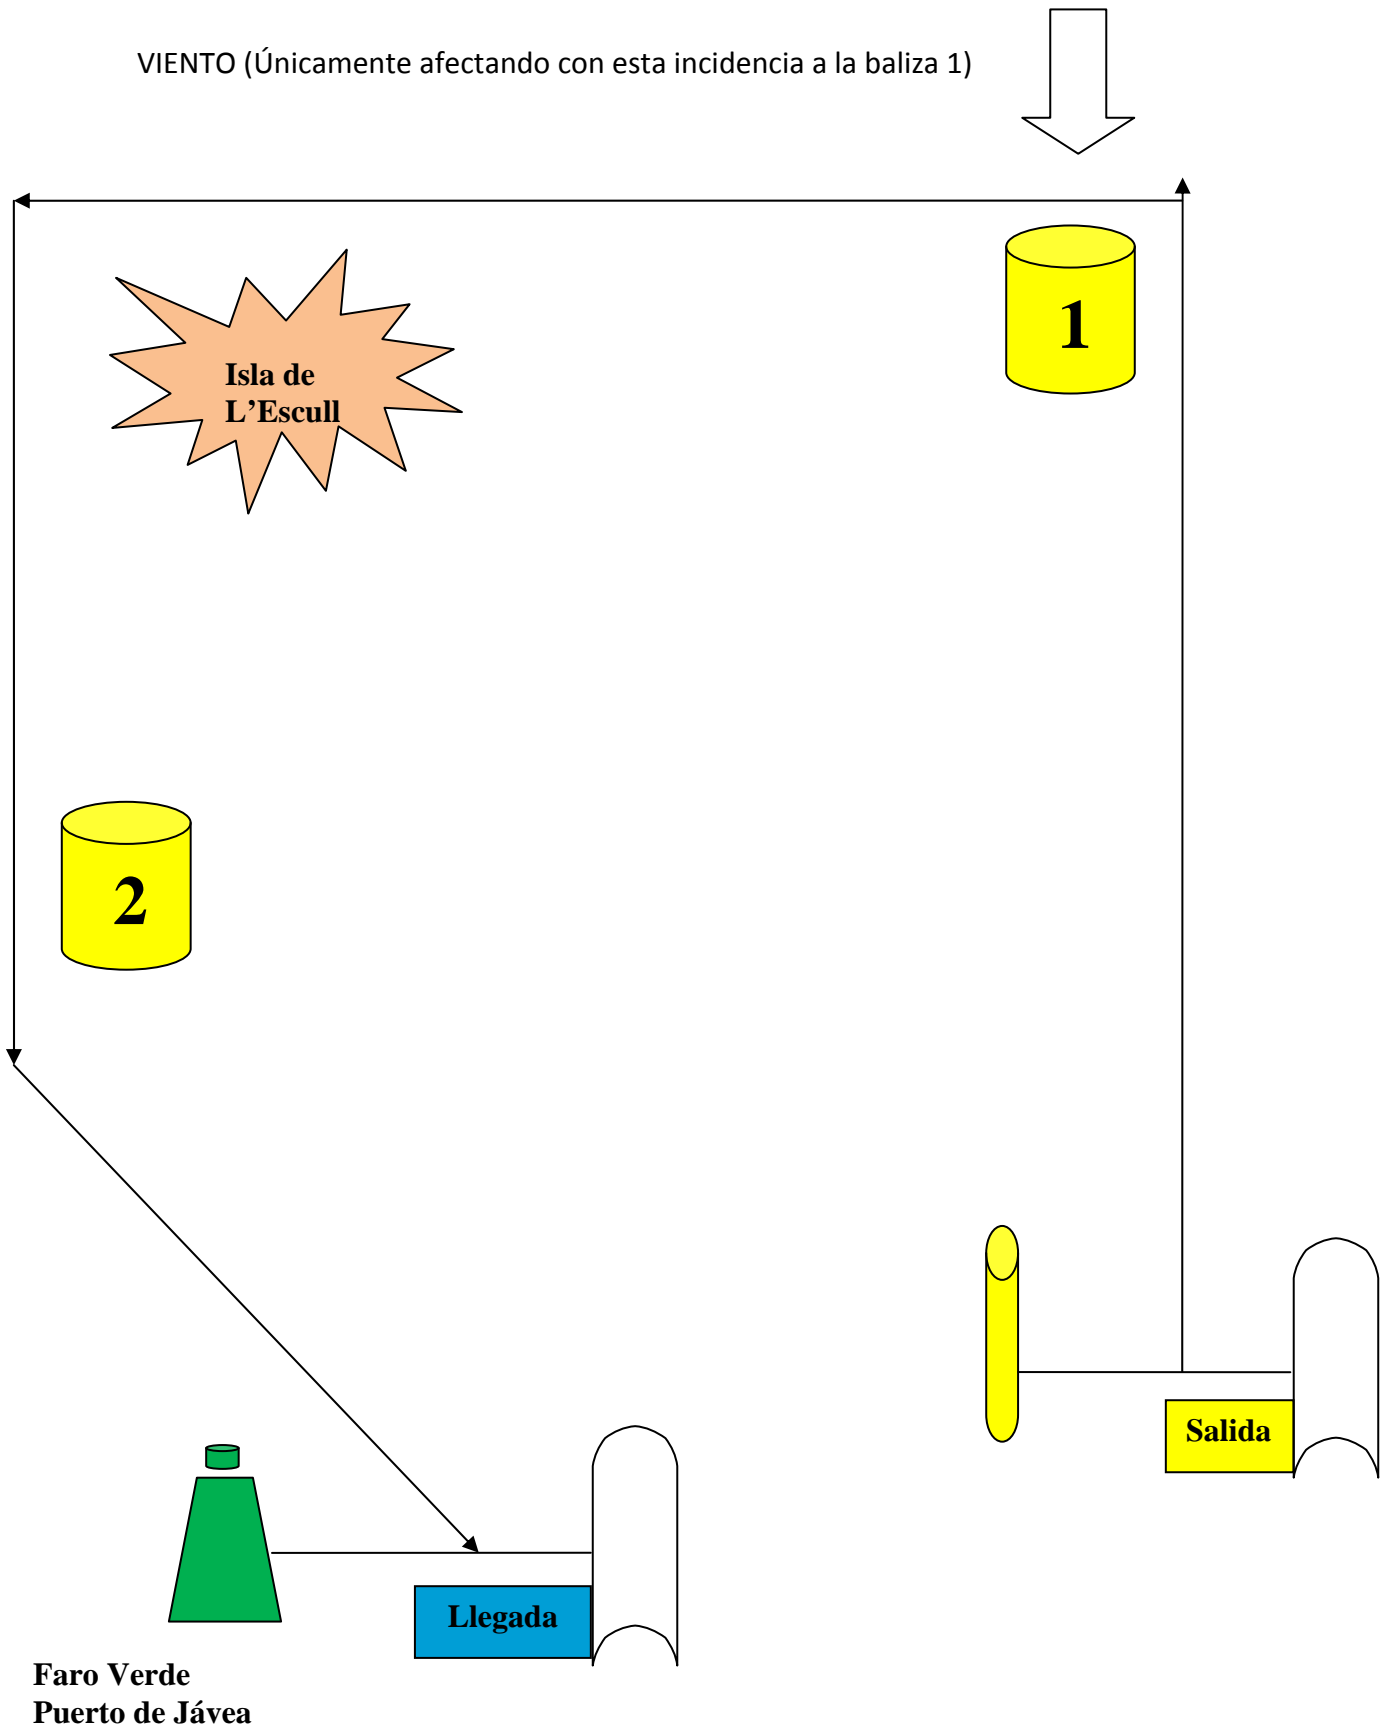 VIENTO (Únicamente afectando con esta incidencia a la baliza 1)
1
Isla de
L’Escull
2
Salida
Llegada
Faro Verde
Puerto de Jávea